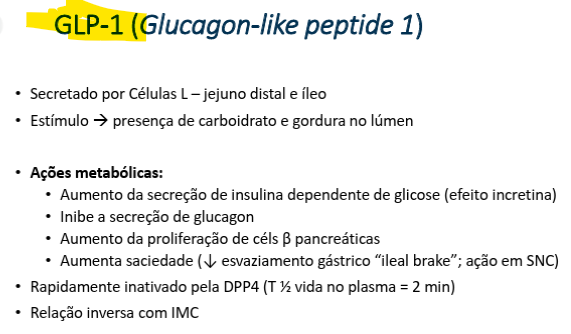 GLP-1 (Glucagon-like peptide 1)
• Secretado por Células L – jejuno distal e íleo
• Estímulo → presença de carboidrato e gordura no lúmen
• Ações metabólicas:
• Aumento da secreção de insulina dependente de glicose (efeito incretina)
• Inibe a secreção de glucagon
• Aumento da proliferação de céls β pancreáticas
• Aumenta saciedade (↓ esvaziamento gástrico “ileal brake”; ação em SNC)
• Rapidamente inativado pela DPP4 (T ½ vida no plasma = 2 min)
• Relação inversa com IMC